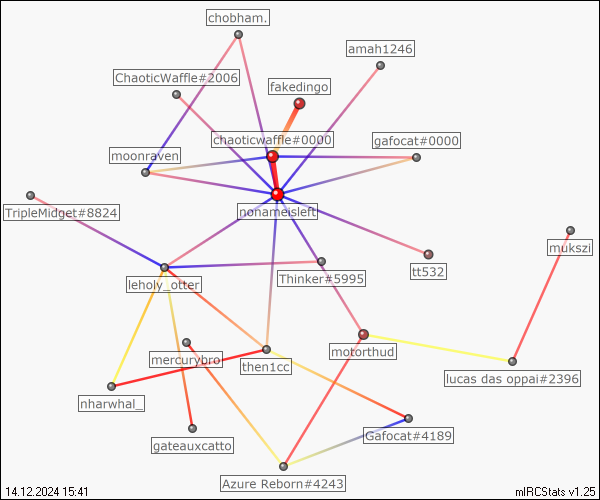 chobham.
amah1246
ChaoticWaffle#2006
fakedingo
chaoticwaffle#0000
gafocat#0000
moonraven
TripleMidget#8824
nonameisleft
mukszi
tt532
Thinker#5995
leholy_otter
motorthud
mercurybro
then1cc
lucas das oppai#2396
nharwhal_
Gafocat#4189
gateauxcatto
Azure Reborn#4243
14.12.2024 15:41
mIRCStats v1.25